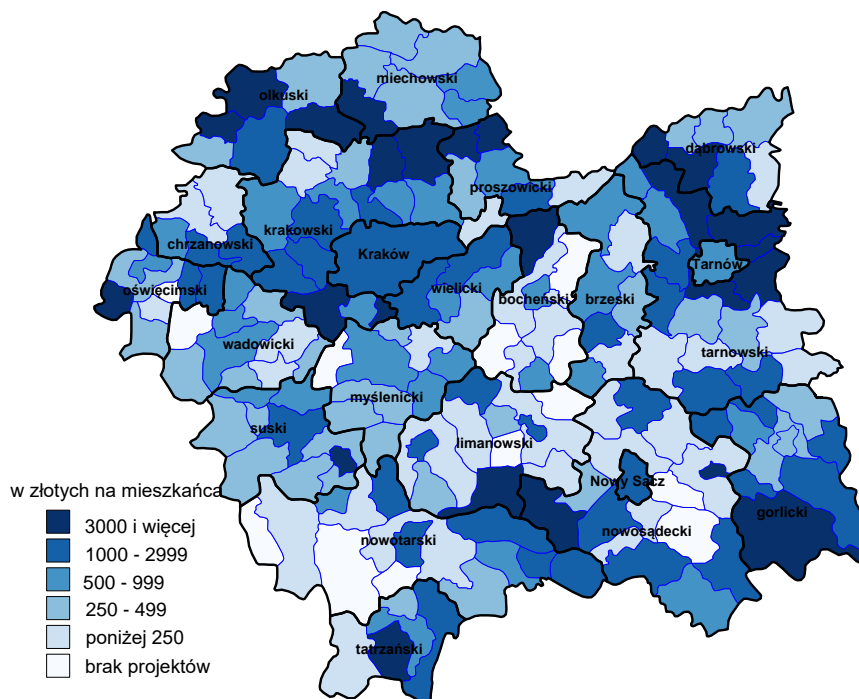 miechowski
olkuski
dąbrowski
proszowicki
krakowski
chrzanowski
Kraków
Tarnów
oświęcimski
wielicki
bocheński
brzeski
wadowicki
tarnowski
myślenicki
suski
limanowski
Nowy Sącz
w złotych na mieszkańca
gorlicki
3000 i więcej
nowosądecki
nowotarski
1000 - 2999
500 - 999
250 - 499
poniżej 250
tatrzański
brak projektów